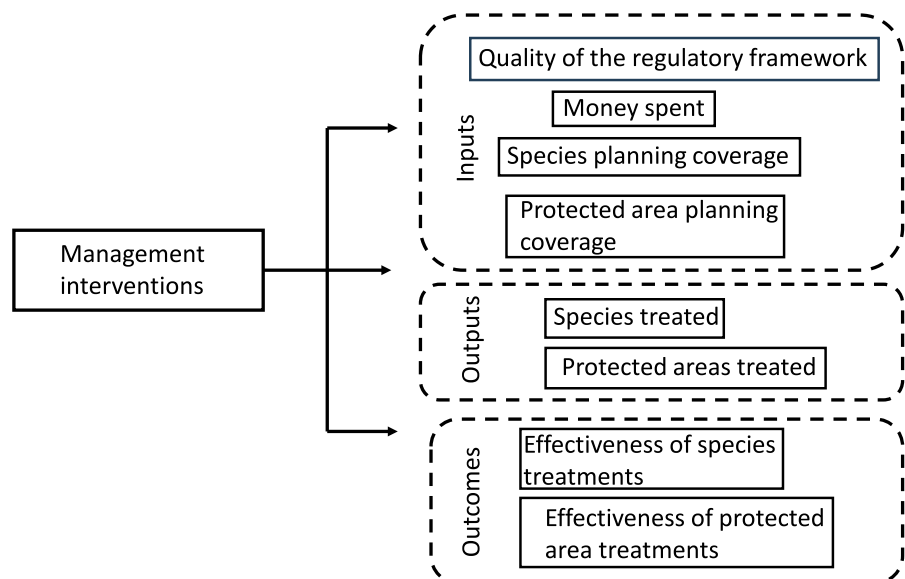 Management
interventions
Inputs
Quality of the regulatory framework
Money spent
Species planning coverage
Protected area planning
coverage
Outputs
Species treated
Protected areas treated
Outcomes
Effectiveness of species
treatments
Effectiveness of protected
area treatments